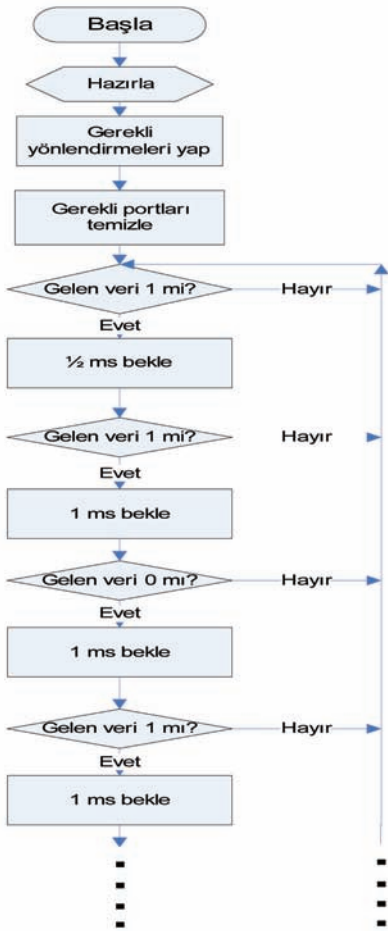 Başla
Hazırla
Gerekli
yönlendirmeleri yap
Gerekli portları
temizle
Gelen veri 1 mi?
Hayır
Evet
½ ms bekle
Gelen veri 1 mi?
Hayır
Evet
1 ms bekle
Gelen veri 0 mı?
Hayır
Evet
1 ms bekle
Gelen veri 1 mı?
Hayır
Evet
1 ms bekle